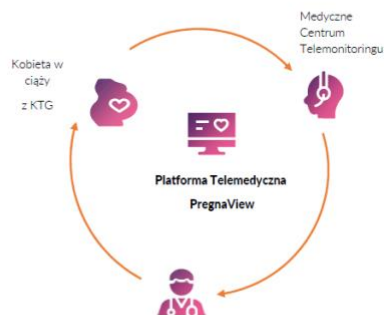 Medyczne
Centrum
Telemonitoringu
Kobieta w
ciąży
z KTG
Platforma Telemedyczna
PregnaView